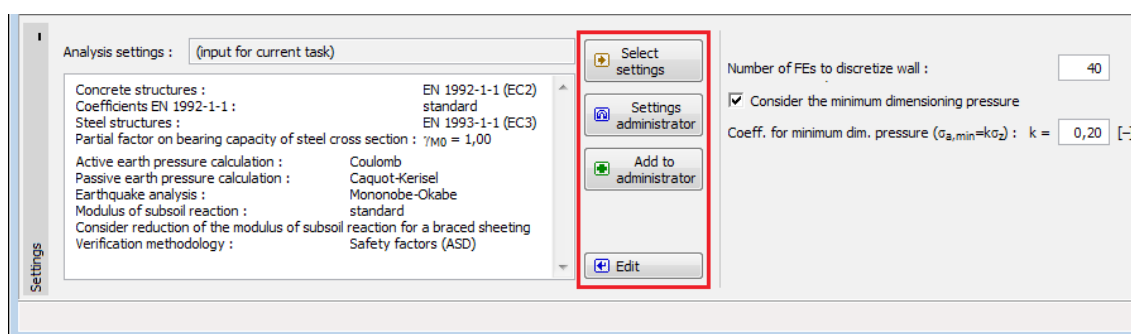 Analysis settings : (input for current task)
Concrete structures : EN 1992-1-1 (EC2)
Coefficients EN 1992-1-1 : standard
Steel structures : EN 1993-1-1 (EC3)
Partial factor on bearing capacity of steel cross section : γM0 = 1,00
Active earth pressure calculation : Coulomb
Passive earth pressure calculation : Caquot-Kerisel
Earthquake analysis : Mononobe-Okabe
Modulus of subsoil reaction : standard
Consider reduction of the modulus of subsoil reaction for a braced sheeting
Verification methodology : Safety factors (ASD)
Settings
Select
settings
Settings
administrator
Add to
administrator
Edit
Number of FEs to discretize wall : 40
Consider the minimum dimensioning pressure
Coeff. for minimum dim. pressure (σa,min=kσz) : k = 0,20 [–]